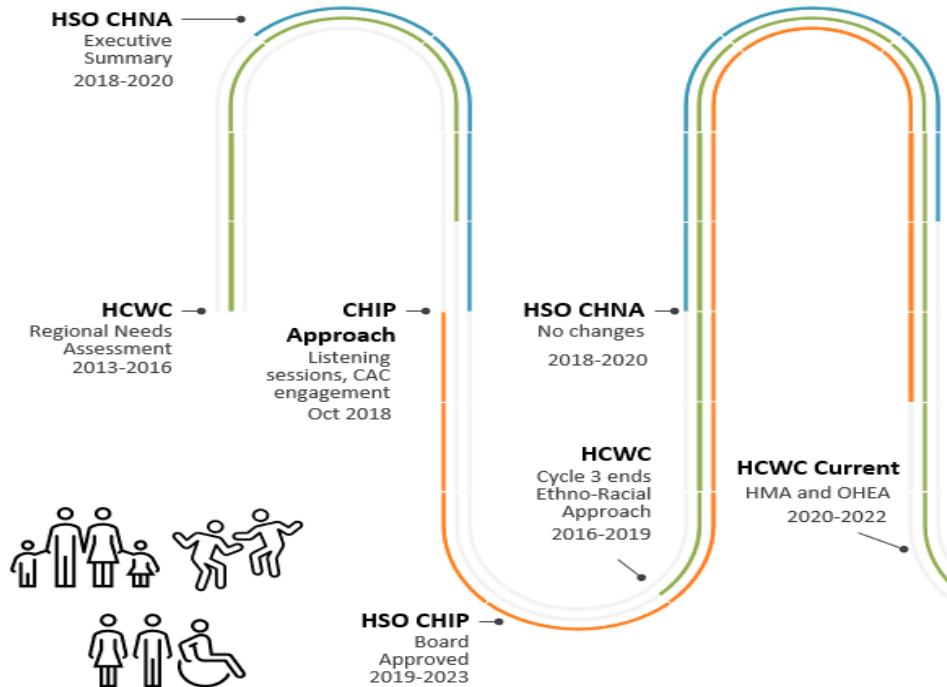 HSO CHNA
Executive
Summary
2018-2020
HCWC
Regional Needs
Assessment
2013-2016
CHIP
Approach
Listening
sessions, CAC
engagement
Oct 2018
HSO CHIP
Board
Approved
2019-2023
HCWC
Cycle 3 ends
Ethno-Racial
Approach
2016-2019
HSO CHNA
No changes
2018-2020
HCWC Current
HMA and OHEA
2020-2022